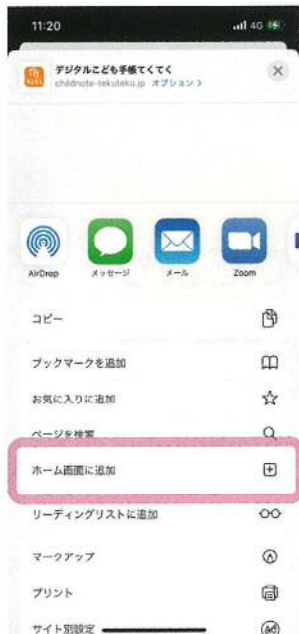 11:20
4G
デジタルこども手帳てくてく
childnote-tekuteku.jp オプション >
AirDrop
メッセージ
メール
Zoom
コピー
ブックマークを追加
お気に入りに追加
ページを検索
ホーム画面に追加
リーディングリストに追加
マークアップ
プリント
サイト別設定